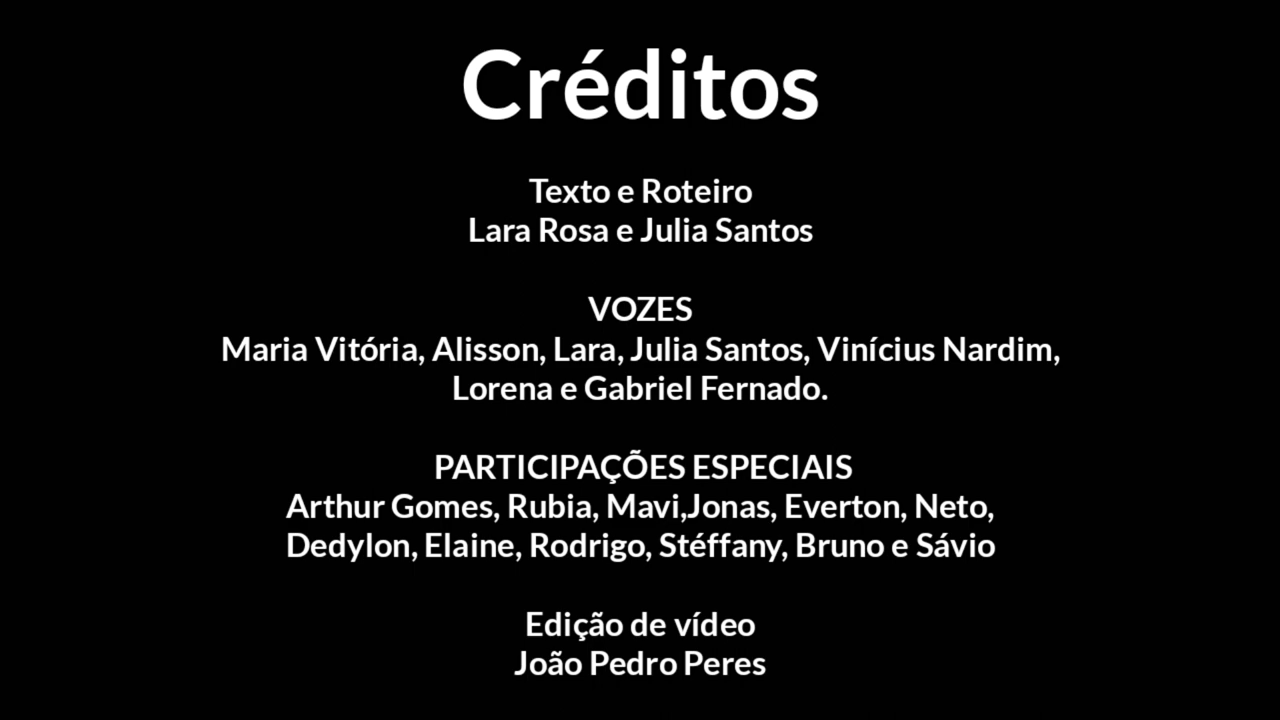 Créditos
Texto e Roteiro
Lara Rosa e Julia Santos
VOZES
Maria Vitória, Alisson, Lara, Julia Santos, Vinícius Nardim,
Lorena e Gabriel Fernado.
PARTICIPAÇÕES ESPECIAIS
Arthur Gomes, Rubia, Mavi,Jonas, Everton, Neto,
Dedylon, Elaine, Rodrigo, Stéffany, Bruno e Sávio
Edição de vídeo
João Pedro Peres